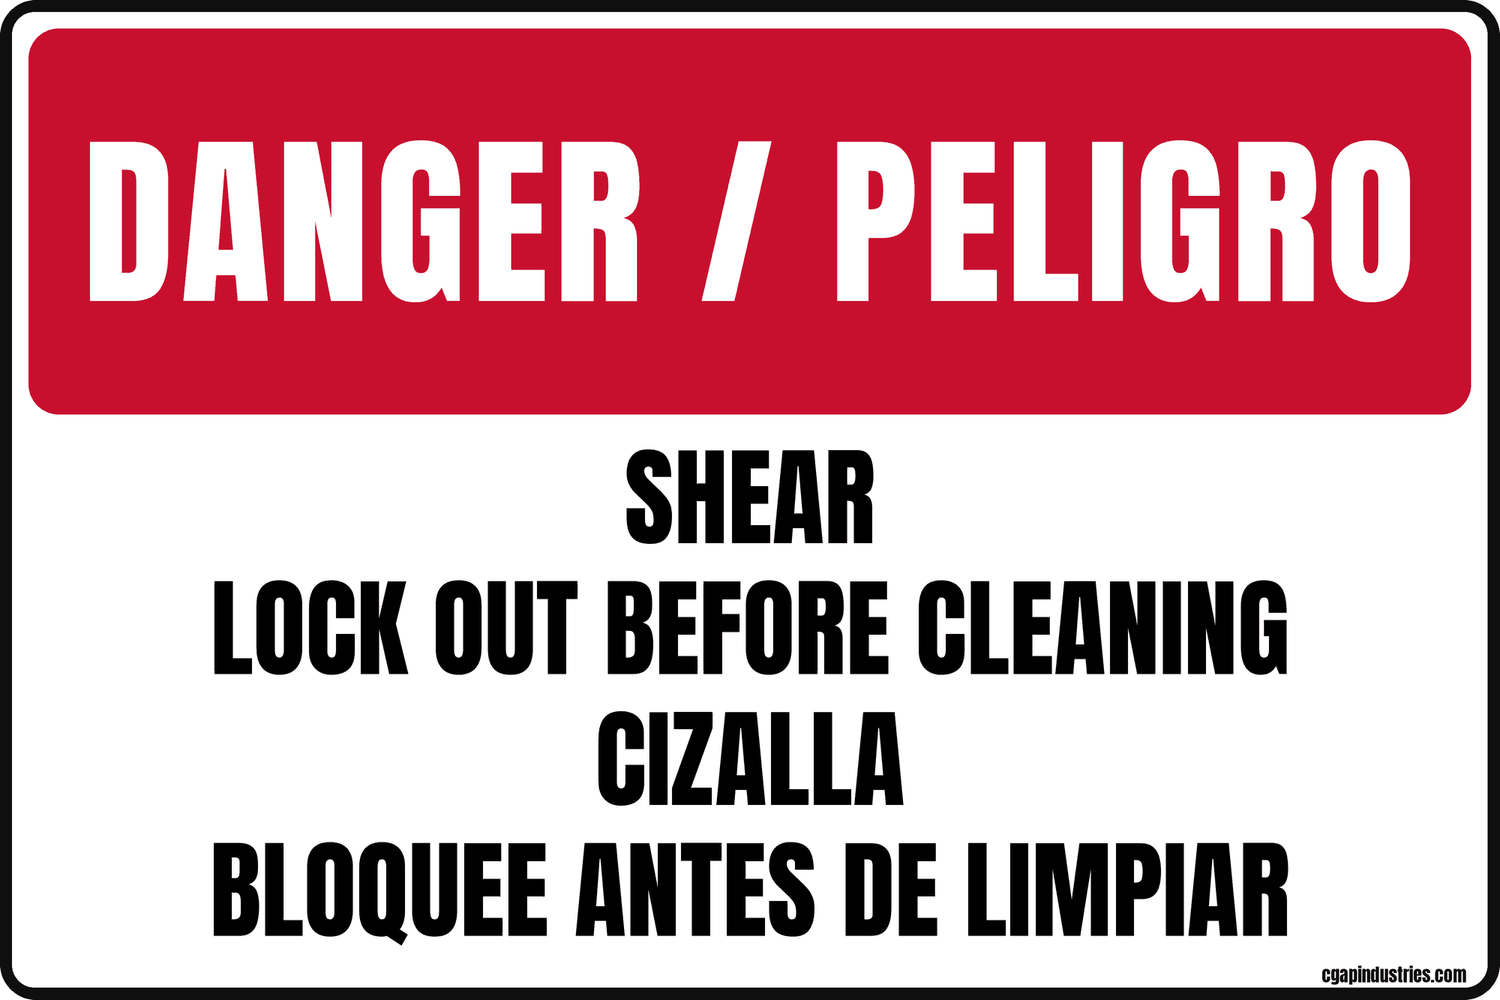 DANGER / PELIGRO
SHEAR
LOCK OUT BEFORE CLEANING
CIZALLA
BLOQUEE ANTES DE LIMPIAR
cgapindustries.com